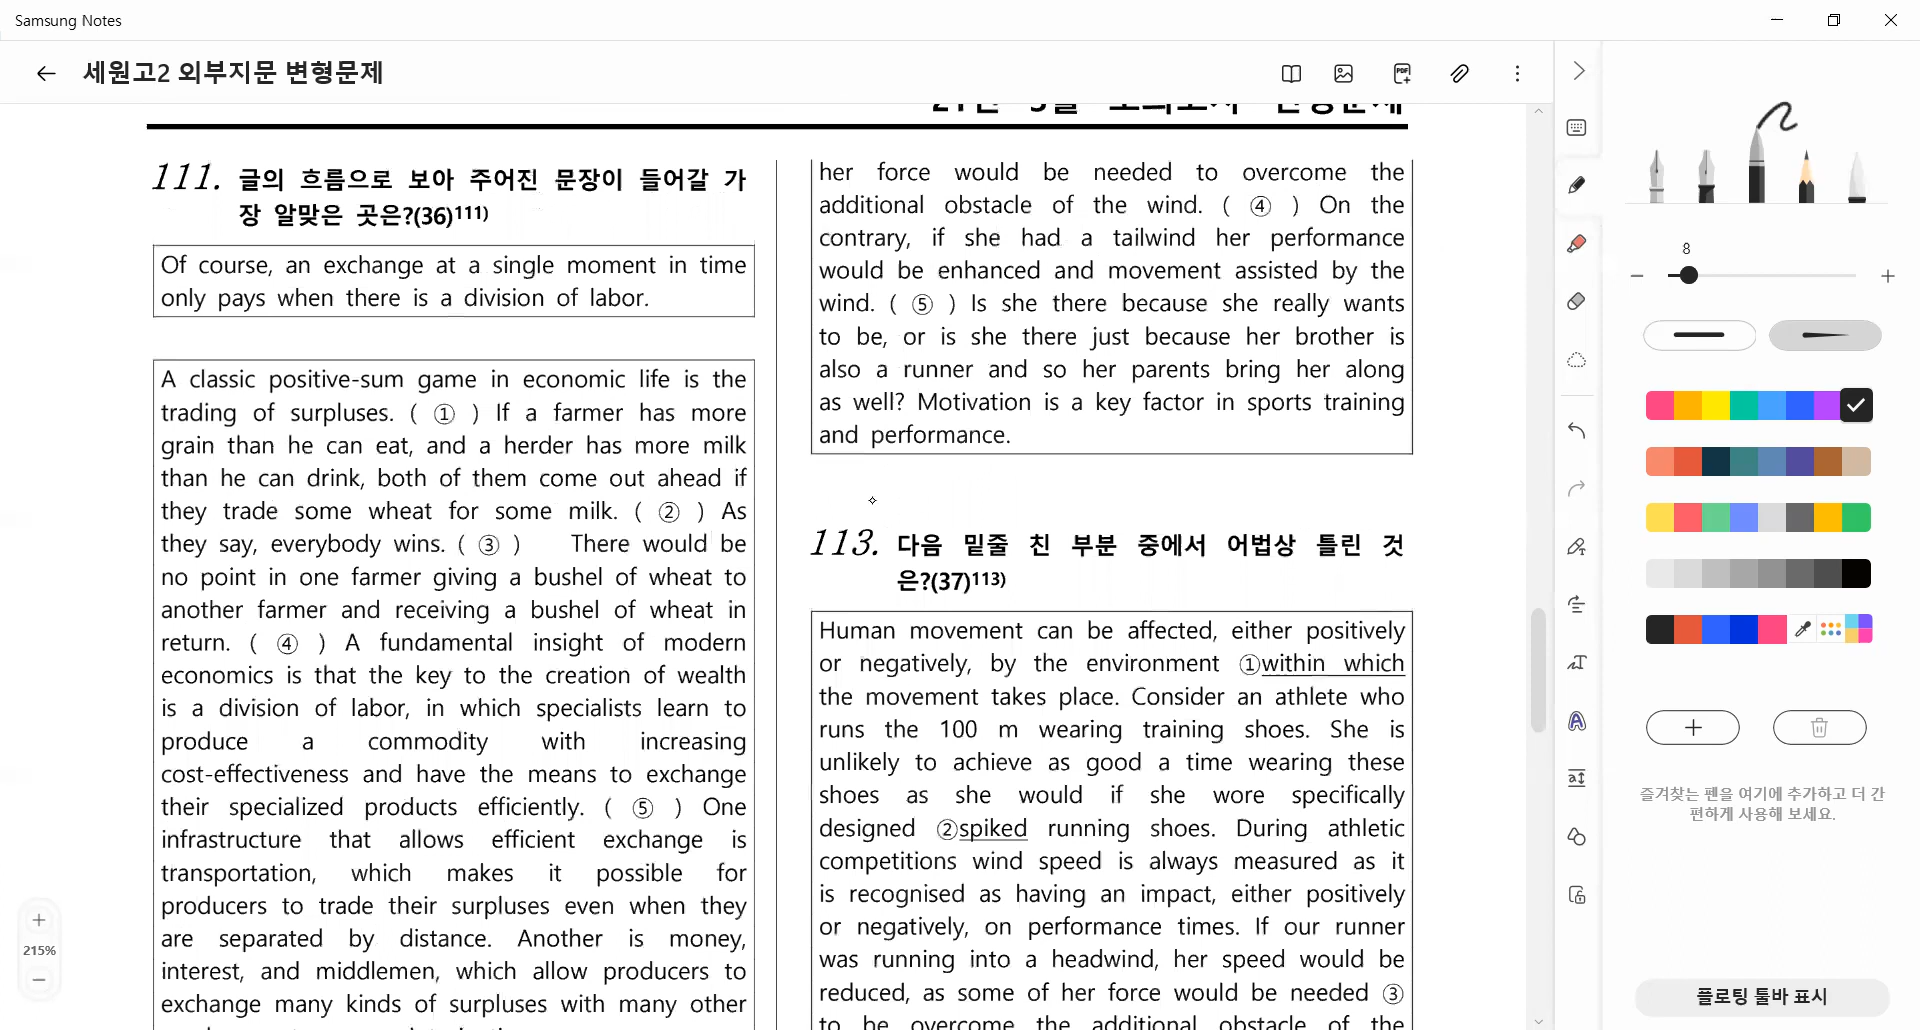 Samsung Notes
세원고2 외부지문 변형문제
111. 글의 흐름으로 보아 주어진 문장이 들어갈 가
장 알맞은 곳은?(36)111)
Of course, an exchange at a single moment in time
only pays when there is a division of labor.
A classic positive-sum game in economic life is the
trading of surpluses. ( ① ) If a farmer has more
grain than he can eat, and a herder has more milk
than he can drink, both of them come out ahead if
they trade some wheat for some milk. ( ② ) As
they say, everybody wins. ( ③ ) There would be
no point in one farmer giving a bushel of wheat to
another farmer and receiving a bushel of wheat in
return. ( ④ ) A fundamental insight of modern
economics is that the key to the creation of wealth
is a division of labor, in which specialists learn to
produce a commodity with increasing
cost-effectiveness and have the means to exchange
their specialized products efficiently. ( ⑤ ) One
infrastructure that allows efficient exchange is
transportation, which makes it possible for
producers to trade their surpluses even when they
are separated by distance. Another is money,
interest, and middlemen, which allow producers to
exchange many kinds of surpluses with many other
her force would be needed to overcome the
additional obstacle of the wind. ( ④ ) On the
contrary, if she had a tailwind her performance
would be enhanced and movement assisted by the
wind. ( ⑤ ) Is she there because she really wants
to be, or is she there just because her brother is
also a runner and so her parents bring her along
as well? Motivation is a key factor in sports training
and performance.
113. 다음 밑줄 친 부분 중에서 어법상 틀린 것
은?(37)113)
Human movement can be affected, either positively
or negatively, by the environment ①within which
the movement takes place. Consider an athlete who
runs the 100 m wearing training shoes. She is
unlikely to achieve as good a time wearing these
shoes as she would if she wore specifically
designed ②spiked running shoes. During athletic
competitions wind speed is always measured as it
is recognised as having an impact, either positively
or negatively, on performance times. If our runner
was running into a headwind, her speed would be
reduced, as some of her force would be needed ③
to be overcome the additional obstacle of the
215%
8
PDF
즐겨찾는 펜을 여기에 추가하고 더 간
편하게 사용해 보세요.
플로팅 툴바 표시